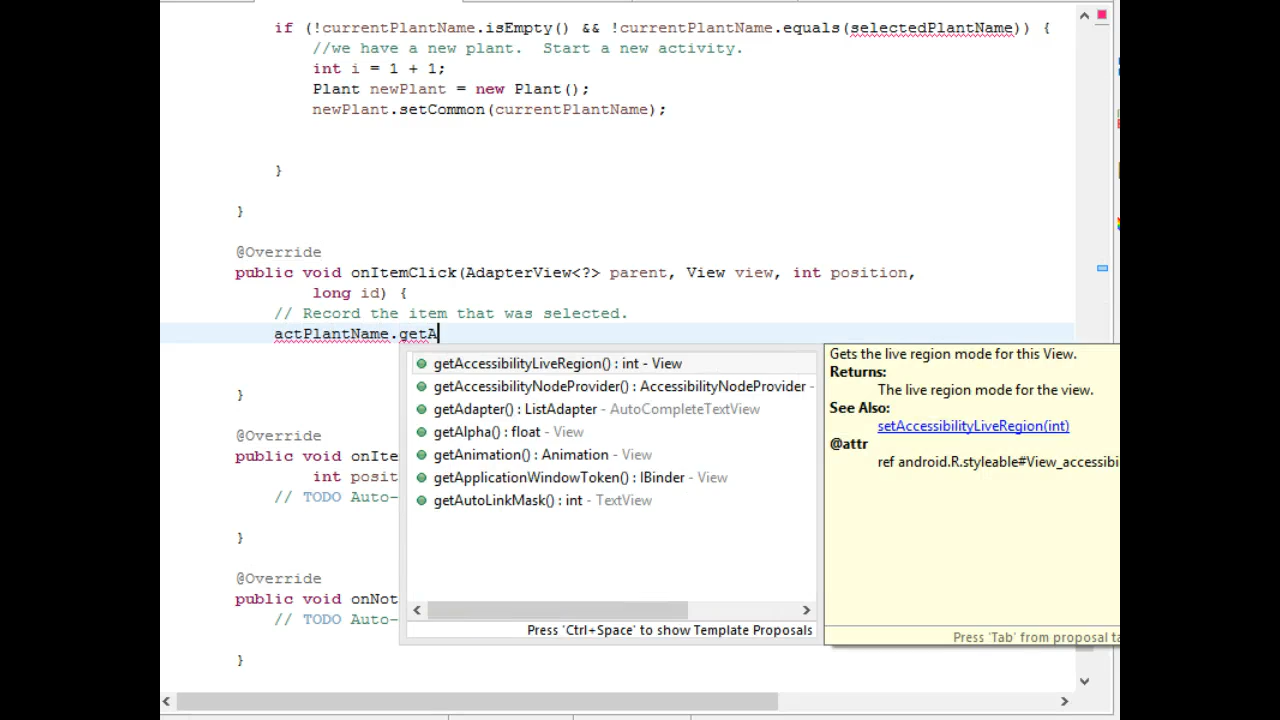 if (!currentPlantName.isEmpty() && !currentPlantName.equals(selectedPlantName)) {
//we have a new plant.  Start a new activity.
int i = 1 + 1;
Plant newPlant = new Plant();
newPlant.setCommon(currentPlantName);
}
}
@Override
public void onItemClick(AdapterView<?> parent, View view, int position,
long id) {
// Record the item that was selected.
actPlantName.getA
getAccessibilityLiveRegion() : int - View
getAccessibilityNodeProvider() : AccessibilityNodeProvider -
getAdapter() : ListAdapter - AutoCompleteTextView
getAlpha() : float - View
getAnimation() : Animation - View
getApplicationWindowToken() : IBinder - View
getAutoLinkMask() : int - TextView
Press 'Ctrl+Space' to show Template Proposals
Gets the live region mode for this View.
Returns:
The live region mode for the view.
See Also:
setAccessibilityLiveRegion(int)
@attr
ref android.R.styleable#View_accessibi
Press 'Tab' from proposal ta
}
@Override
public void onIte
int posit
// TODO Auto-
}
@Override
public void onNot
// TODO Auto-
}